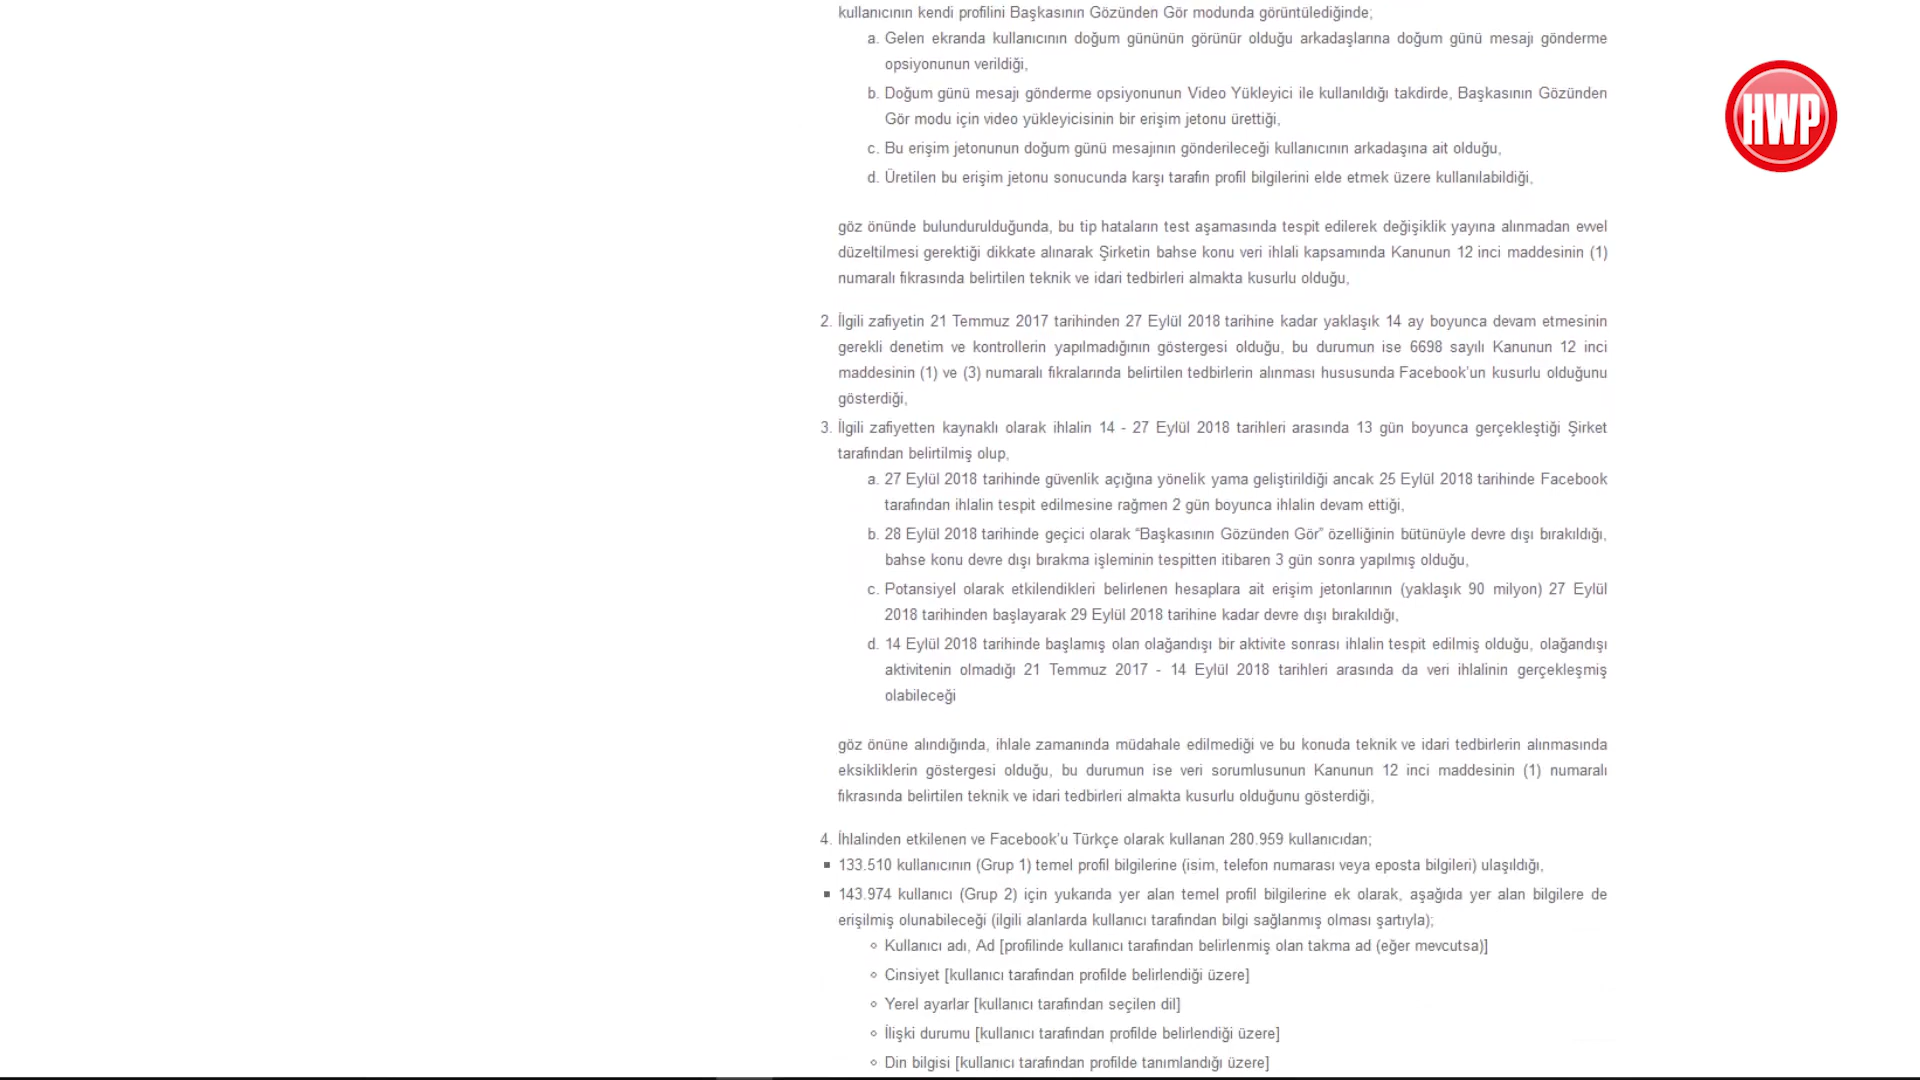 kullanıcının kendi profilini Başkasının Gözünden Gör modunda görüntülediğinde;
a. Gelen ekranda kullanıcının doğum gününün görünür olduğu arkadaşlarına doğum günü mesajı gönderme
opsiyonunun verildiği,
b. Doğum günü mesajı gönderme opsiyonunun Video Yükleyici ile kullanıldığı takdirde, Başkasının Gözünden
Gör modu için video yükleyicisinin bir erişim jetonu ürettiği,
c. Bu erişim jetonunun doğum günü mesajının gönderileceği kullanıcının arkadaşına ait olduğu,
d. Üretilen bu erişim jetonu sonucunda karşı tarafın profil bilgilerini elde etmek üzere kullanılabildiği,
HWP
göz önünde bulundurulduğunda, bu tip hataların test aşamasında tespit edilerek değişiklik yayına alınmadan evvel
düzeltilmesi gerektiği dikkate alınarak Şirketin bahse konu veri ihlali kapsamında Kanunun 12 inci maddesinin (1)
numaralı fıkrasında belirtilen teknik ve idari tedbirleri almakta kusurlu olduğu,
2. İlgili zafiyetin 21 Temmuz 2017 tarihinden 27 Eylül 2018 tarihine kadar yaklaşık 14 ay boyunca devam etmesinin
gerekli denetim ve kontrollerin yapılmadığının göstergesi olduğu, bu durumun ise 6698 sayılı Kanunun 12 inci
maddesinin (1) ve (3) numaralı fıkralarında belirtilen tedbirlerin alınması hususunda Facebook'un kusurlu olduğunu
gösterdiği,
3. İlgili zafiyetten kaynaklı olarak ihlalin 14 - 27 Eylül 2018 tarihleri arasında 13 gün boyunca gerçekleştiği Şirket
tarafından belirtilmiş olup,
a. 27 Eylül 2018 tarihinde güvenlik açığına yönelik yama geliştirildiği ancak 25 Eylül 2018 tarihinde Facebook
tarafından ihlalin tespit edilmesine rağmen 2 gün boyunca ihlalin devam ettiği,
b. 28 Eylül 2018 tarihinde geçici olarak “Başkasının Gözünden Gör” özelliğinin bütünüyle devre dışı bırakıldığı,
bahse konu devre dışı bırakma işleminin tespitten itibaren 3 gün sonra yapılmış olduğu,
c. Potansiyel olarak etkilendikleri belirlenen hesaplara ait erişim jetonlarının (yaklaşık 90 milyon) 27 Eylül
2018 tarihinden başlayarak 29 Eylül 2018 tarihine kadar devre dışı bırakıldığı,
d. 14 Eylül 2018 tarihinde başlamış olan olağandışı bir aktivite sonrası ihlalin tespit edilmiş olduğu, olağandışı
aktivitenin olmadığı 21 Temmuz 2017 - 14 Eylül 2018 tarihleri arasında da veri ihlalinin gerçekleşmiş
olabileceği
göz önüne alındığında, ihlale zamanında müdahale edilmediği ve bu konuda teknik ve idari tedbirlerin alınmasında
eksikliklerin göstergesi olduğu, bu durumun ise veri sorumlusunun Kanunun 12 inci maddesinin (1) numaralı
fıkrasında belirtilen teknik ve idari tedbirleri almakta kusurlu olduğunu gösterdiği,
4. İhlalinden etkilenen ve Facebook'u Türkçe olarak kullanan 280.959 kullanıcıdan;
▪ 133.510 kullanıcının (Grup 1) temel profil bilgilerine (isim, telefon numarası veya eposta bilgileri) ulaşıldığı,
▪ 143.974 kullanıcı (Grup 2) için yukarıda yer alan temel profil bilgilerine ek olarak, aşağıda yer alan bilgilere de
erişilmiş olunabileceği (ilgili alanlarda kullanıcı tarafından bilgi sağlanmış olması şartıyla);
◦ Kullanıcı adı, Ad [profilinde kullanıcı tarafından belirlenmiş olan takma ad (eğer mevcutsa)]
◦ Cinsiyet [kullanıcı tarafından profilde belirlendiği üzere]
◦ Yerel ayarlar [kullanıcı tarafından seçilen dil]
◦ İlişki durumu [kullanıcı tarafından profilde belirlendiği üzere]
◦ Din bilgisi [kullanıcı tarafından profilde tanımlandığı üzere]